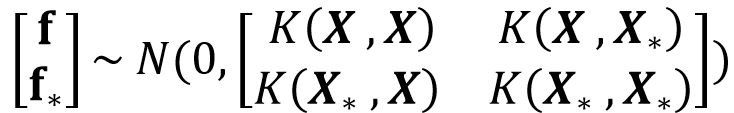 [𝐟 𝐟∗] ~ N(0, [K(𝑿 , 𝑿) K(𝑿 , 𝑿∗) K(𝑿∗ , 𝑿) K(𝑿∗ , 𝑿∗)])